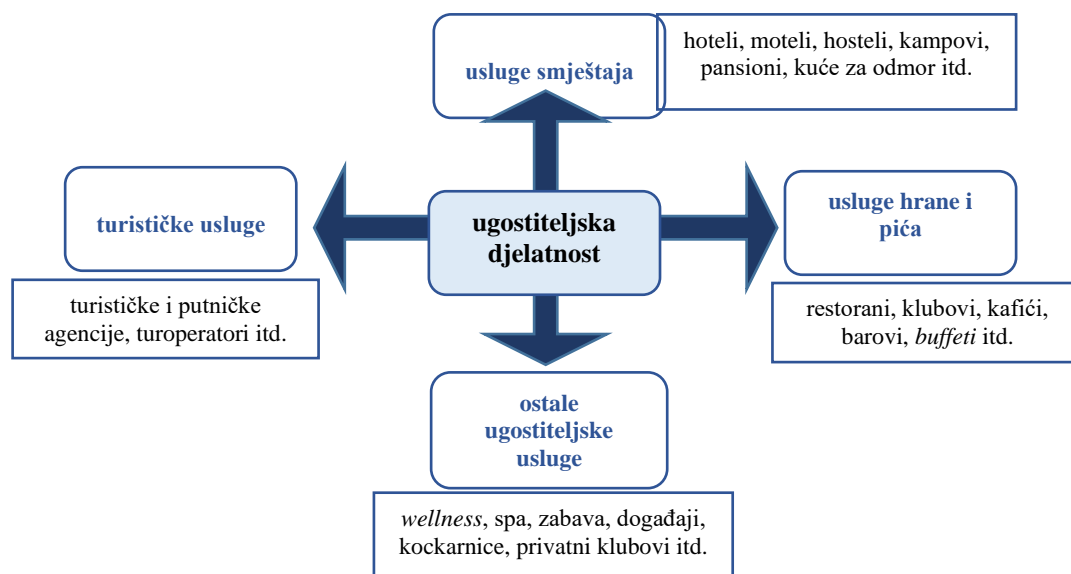 usluge smještaja
hoteli, moteli, hosteli, kampovi,
pansioni, kuće za odmor itd.
turističke usluge
turističke i putničke
agencije, turoperatori itd.
ugostiteljska
djelatnost
usluge hrane i
pića
restorani, klubovi, kafići,
barovi, buffeti itd.
ostale
ugostiteljske
usluge
wellness, spa, zabava, događaji,
kockarnice, privatni klubovi itd.